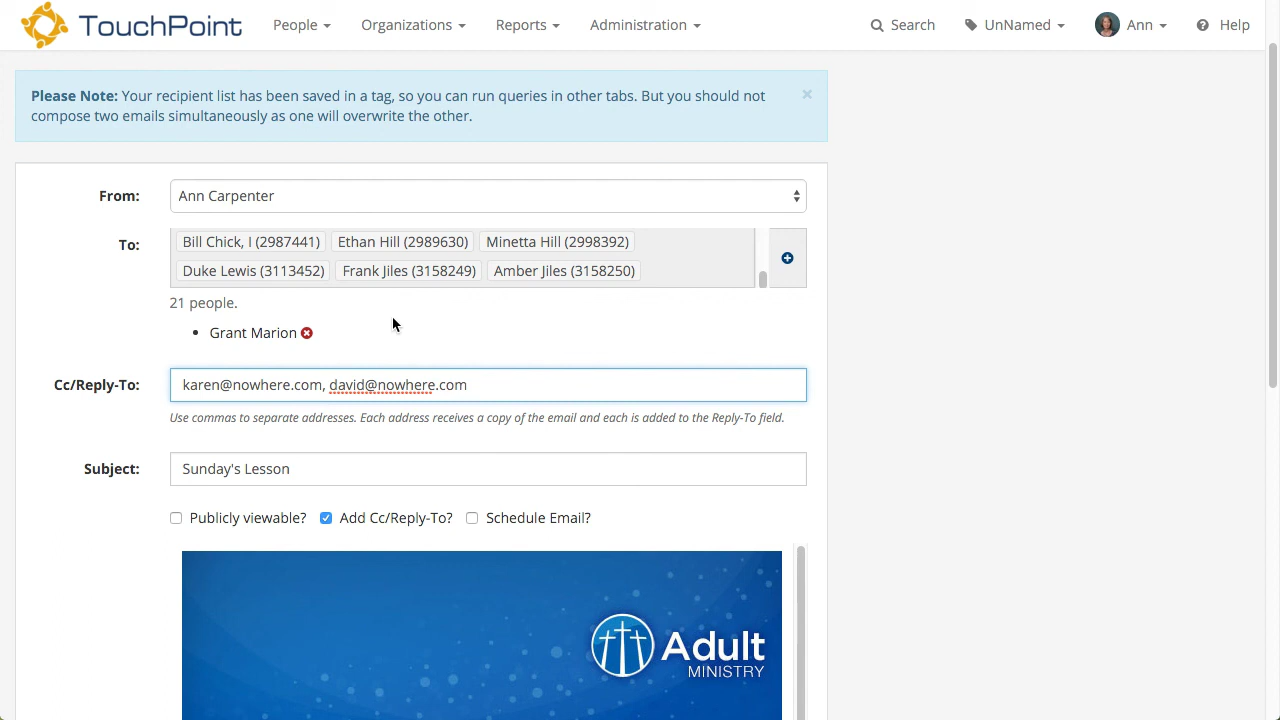 TouchPoint People Organizations Reports Administration Search UnNamed Ann Help
Please Note: Your recipient list has been saved in a tag, so you can run queries in other tabs. But you should not
compose two emails simultaneously as one will overwrite the other.
From: Ann Carpenter
To: Bill Chick, I (2987441) Ethan Hill (2989630) Minetta Hill (2998392)
Duke Lewis (3113452) Frank Jiles (3158249) Amber Jiles (3158250)
21 people.
Grant Marion
Cc/Reply-To: karen@nowhere.com, david@nowhere.com
Use commas to separate addresses. Each address receives a copy of the email and each is added to the Reply-To field.
Subject: Sunday's Lesson
Publicly viewable? Add Cc/Reply-To? Schedule Email?
Adult
MINISTRY